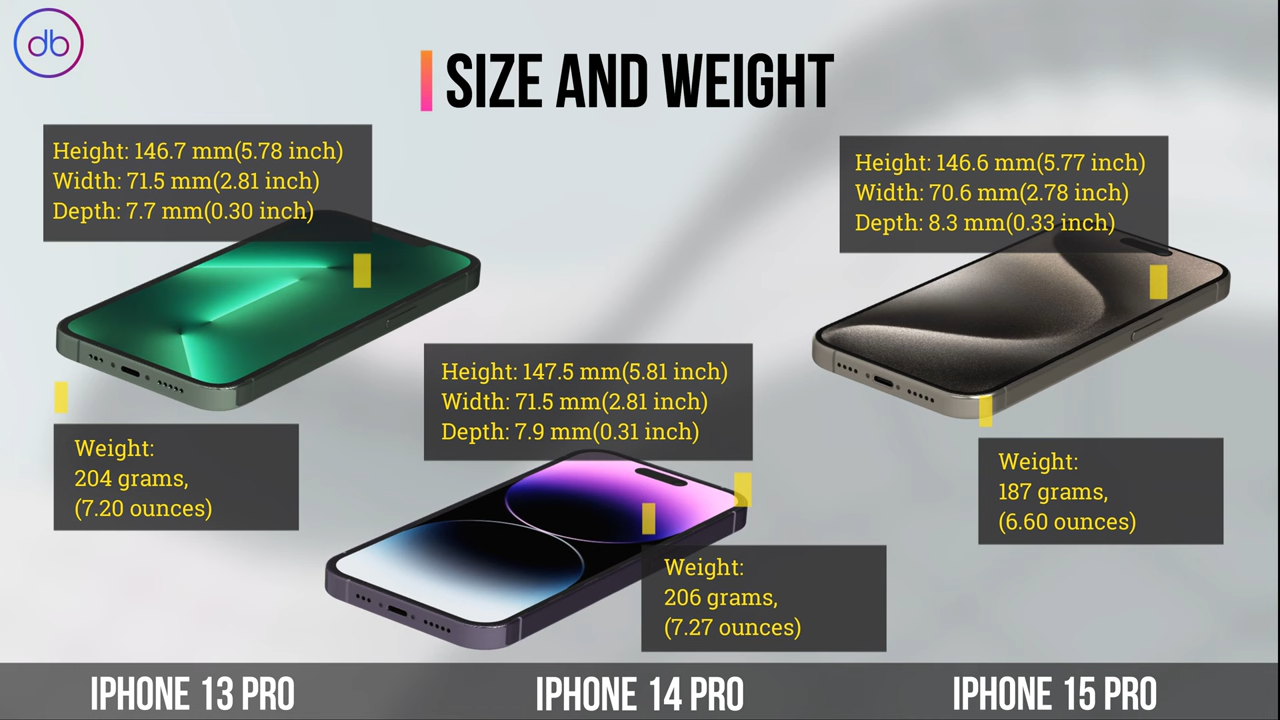 db
SIZE AND WEIGHT
Height: 146.7 mm(5.78 inch)
Width: 71.5 mm(2.81 inch)
Depth: 7.7 mm(0.30 inch)
Weight:
204 grams,
(7.20 ounces)
Height: 147.5 mm(5.81 inch)
Width: 71.5 mm(2.81 inch)
Depth: 7.9 mm(0.31 inch)
Weight:
206 grams,
(7.27 ounces)
Height: 146.6 mm(5.77 inch)
Width: 70.6 mm(2.78 inch)
Depth: 8.3 mm(0.33 inch)
Weight:
187 grams,
(6.60 ounces)
IPHONE 13 PRO
IPHONE 14 PRO
IPHONE 15 PRO